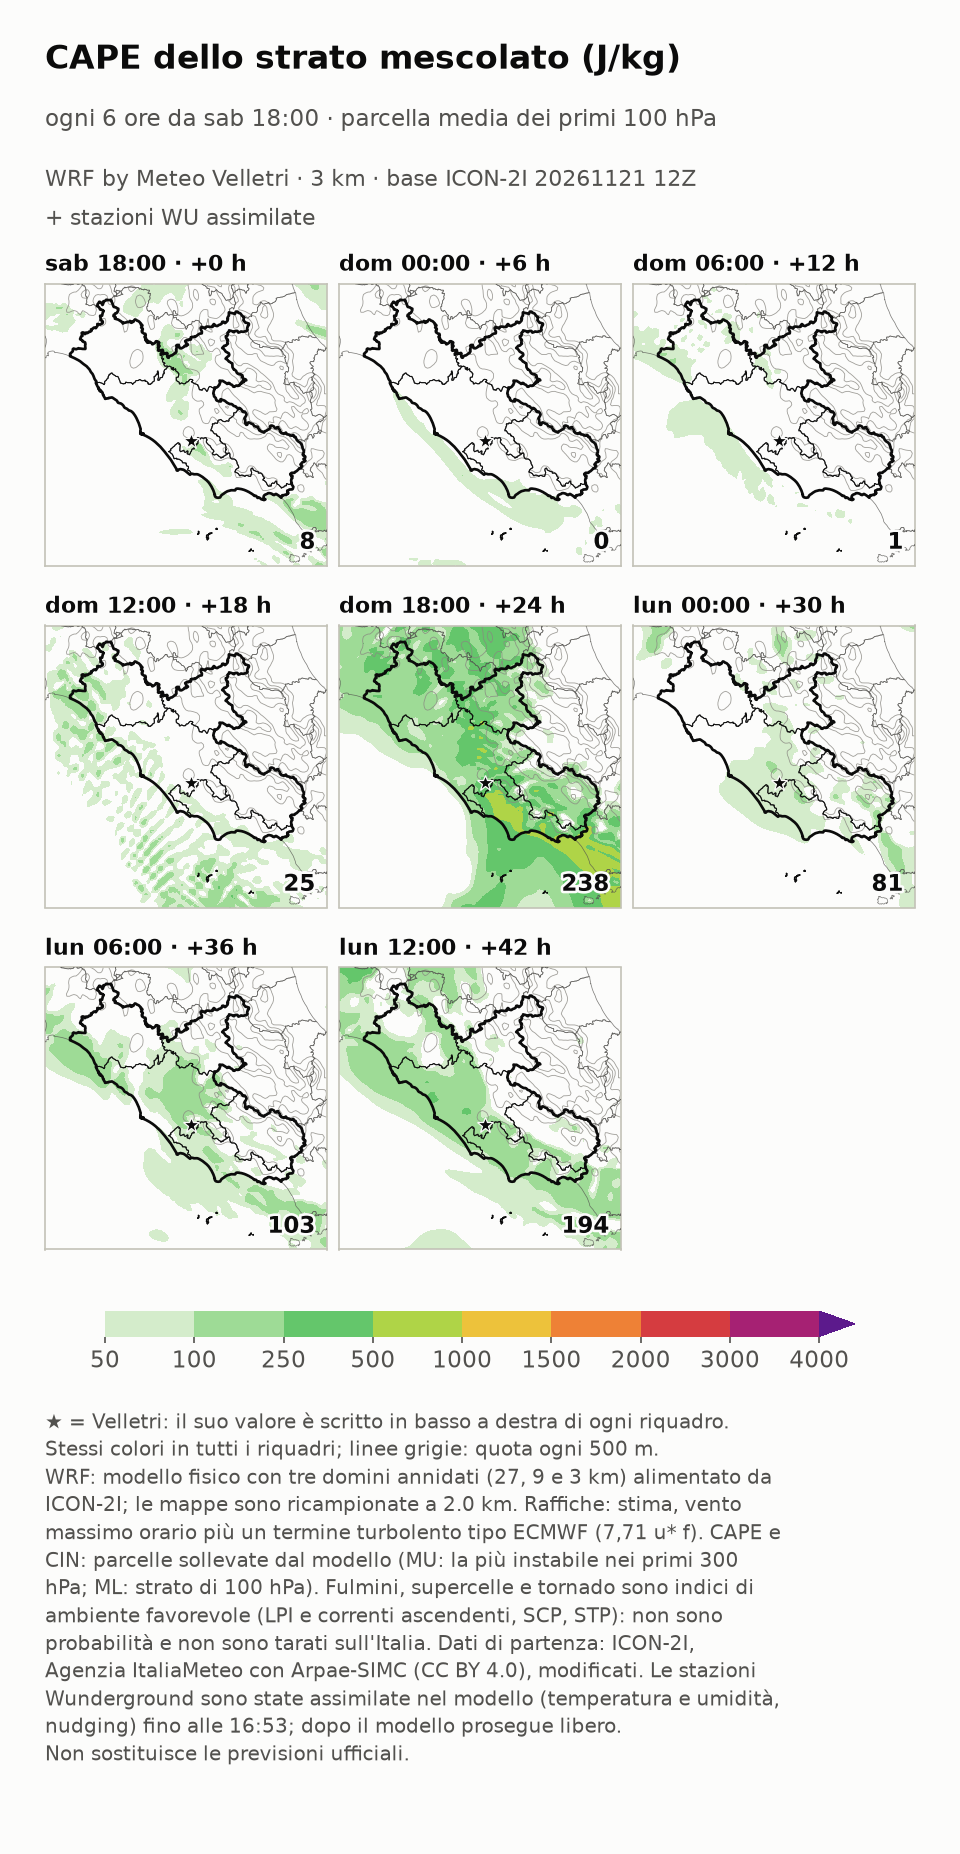 CAPE dello strato mescolato (J/kg)
ogni 6 ore da sab 18:00 · parcella media dei primi 100 hPa
WRF by Meteo Velletri · 3 km · base ICON-2I 20261121 12Z
+ stazioni WU assimilate
sab 18:00 · +0 h
dom 00:00 · +6 h
dom 06:00 · +12 h
8
0
1
dom 12:00 · +18 h
dom 18:00 · +24 h
lun 00:00 · +30 h
25
238
81
lun 06:00 · +36 h
lun 12:00 · +42 h
103
194
50 100 250 500 1000 1500 2000 3000 4000
★ = Velletri: il suo valore è scritto in basso a destra di ogni riquadro.
Stessi colori in tutti i riquadri; linee grigie: quota ogni 500 m.
WRF: modello fisico con tre domini annidati (27, 9 e 3 km) alimentato da
ICON-2I; le mappe sono ricampionate a 2.0 km. Raffiche: stima, vento
massimo orario più un termine turbolento tipo ECMWF (7,71 u* f). CAPE e
CIN: parcelle sollevate dal modello (MU: la più instabile nei primi 300
hPa; ML: strato di 100 hPa). Fulmini, supercelle e tornado sono indici di
ambiente favorevole (LPI e correnti ascendenti, SCP, STP): non sono
probabilità e non sono tarati sull'Italia. Dati di partenza: ICON-2I,
Agenzia ItaliaMeteo con Arpae-SIMC (CC BY 4.0), modificati. Le stazioni
Wunderground sono state assimilate nel modello (temperatura e umidità,
nudging) fino alle 16:53; dopo il modello prosegue libero.
Non sostituisce le previsioni ufficiali.